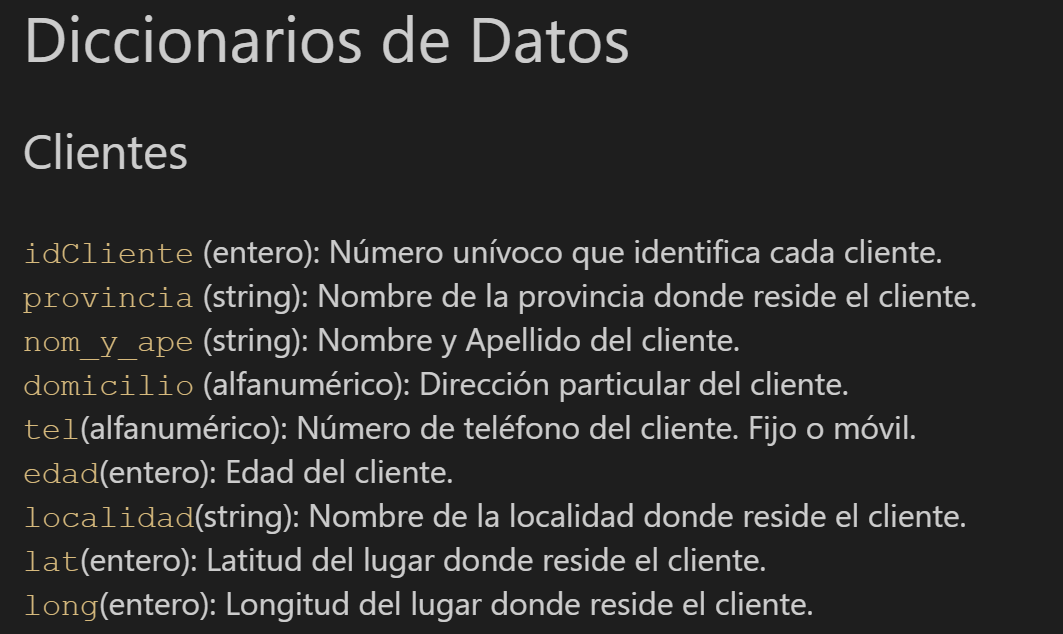 Diccionarios de Datos
Clientes
idCliente (entero): Número unívoco que identifica cada cliente.
provincia (string): Nombre de la provincia donde reside el cliente.
nom_y_ape (string): Nombre y Apellido del cliente.
domicilio (alfanumérico): Dirección particular del cliente.
tel(alfanumérico): Número de teléfono del cliente. Fijo o móvil.
edad(entero): Edad del cliente.
localidad(string): Nombre de la localidad donde reside el cliente.
lat(entero): Latitud del lugar donde reside el cliente.
long(entero): Longitud del lugar donde reside el cliente.